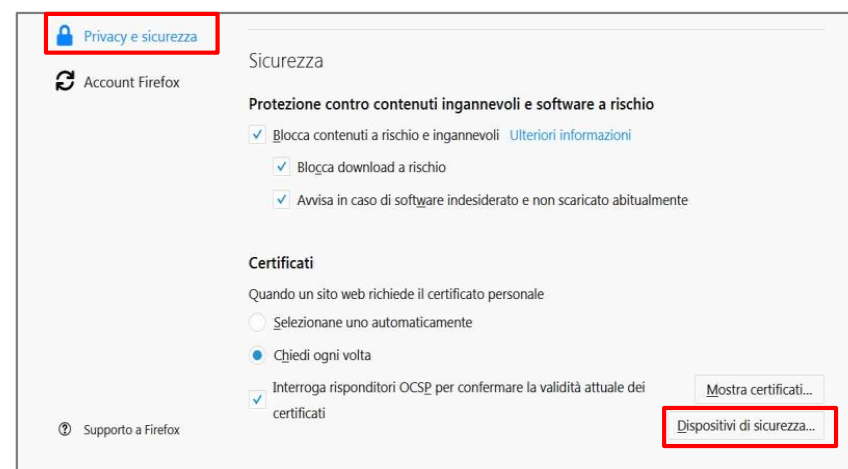 Privacy e sicurezza
Account Firefox
Sicurezza
Protezione contro contenuti ingannevoli e software a rischio
Blocca contenuti a rischio e ingannevoli Ulteriori informazioni
Blocca download a rischio
Avvisa in caso di software indesiderato e non scaricato abitualmente
Certificati
Quando un sito web richiede il certificato personale
Selezionane uno automaticamente
Chiedi ogni volta
Interroga risponditori OCSP per confermare la validità attuale dei
certificati
Mostra certificati...
Dispositivi di sicurezza...
Supporto a Firefox